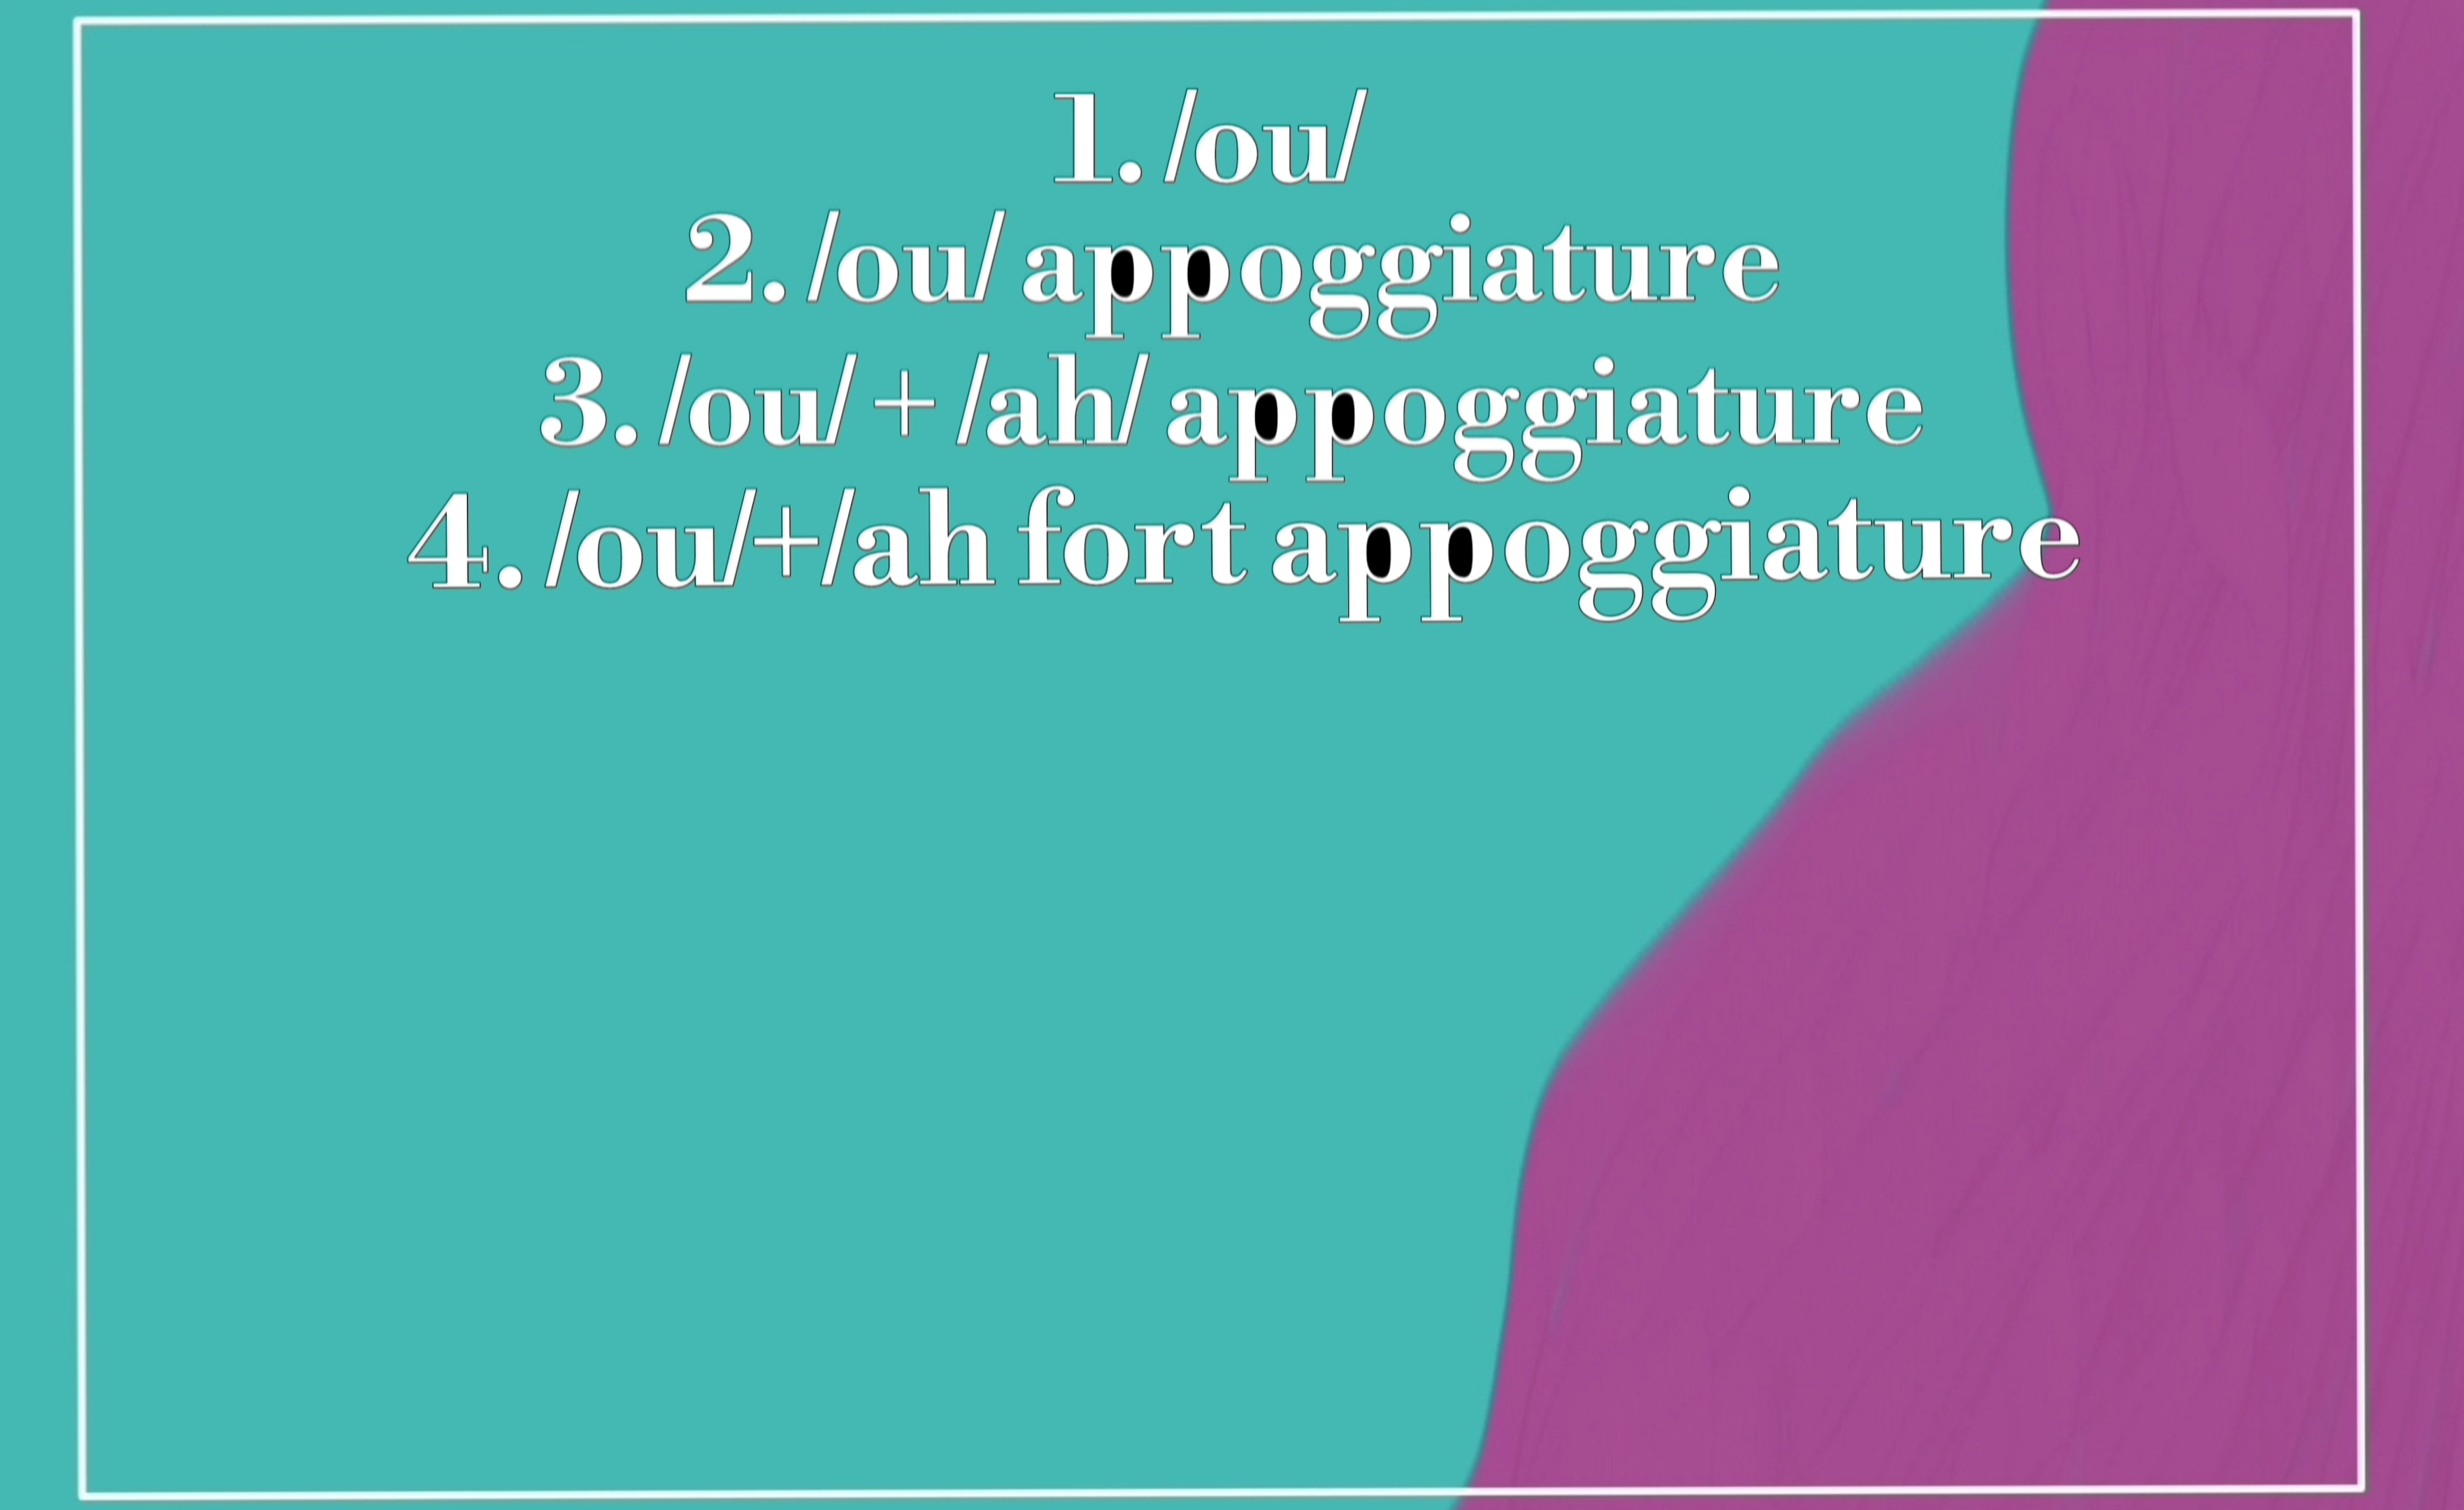 1. /ou/
2. /ou/ appoggiature
3. /ou/ + /ah/ appoggiature
4. /ou/+/ah fort appoggiature